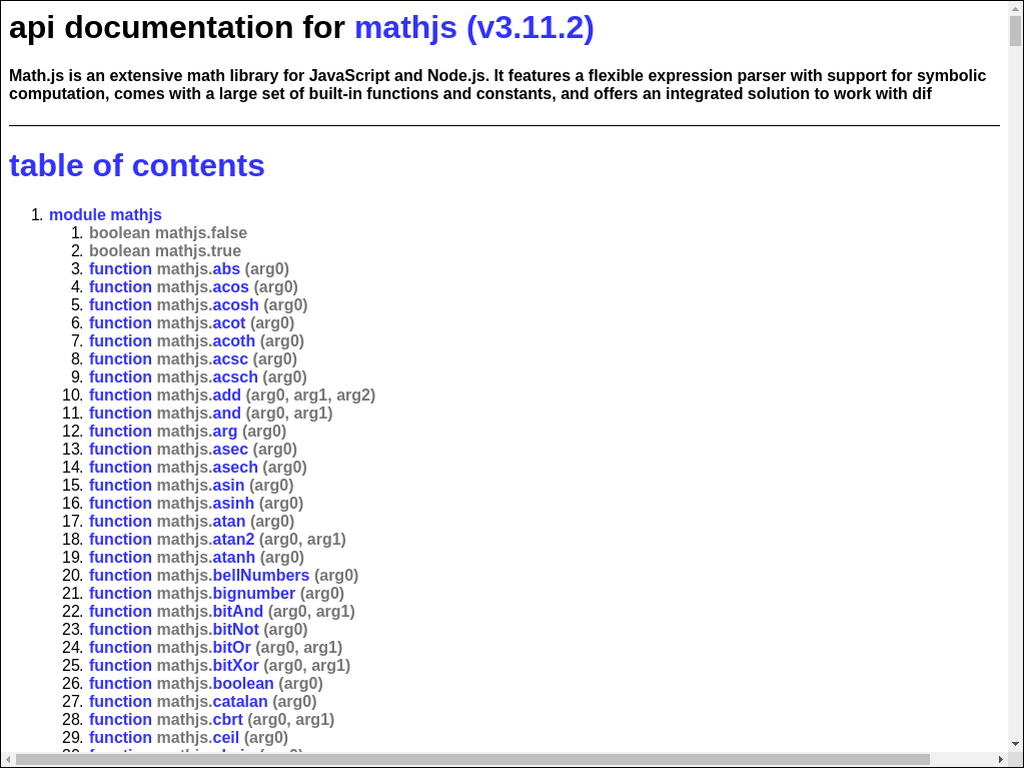 api documentation for mathjs (v3.11.2)
Math.js is an extensive math library for JavaScript and Node.js. It features a flexible expression parser with support for symbolic
computation, comes with a large set of built-in functions and constants, and offers an integrated solution to work with dif
table of contents
1. module mathjs
1. boolean mathjs.false
2. boolean mathjs.true
3. function mathjs.abs (arg0)
4. function mathjs.acos (arg0)
5. function mathjs.acosh (arg0)
6. function mathjs.acot (arg0)
7. function mathjs.acoth (arg0)
8. function mathjs.acsc (arg0)
9. function mathjs.acsch (arg0)
10. function mathjs.add (arg0, arg1, arg2)
11. function mathjs.and (arg0, arg1)
12. function mathjs.arg (arg0)
13. function mathjs.asec (arg0)
14. function mathjs.asech (arg0)
15. function mathjs.asin (arg0)
16. function mathjs.asinh (arg0)
17. function mathjs.atan (arg0)
18. function mathjs.atan2 (arg0, arg1)
19. function mathjs.atanh (arg0)
20. function mathjs.bellNumbers (arg0)
21. function mathjs.bignumber (arg0)
22. function mathjs.bitAnd (arg0, arg1)
23. function mathjs.bitNot (arg0)
24. function mathjs.bitOr (arg0, arg1)
25. function mathjs.bitXor (arg0, arg1)
26. function mathjs.boolean (arg0)
27. function mathjs.catalan (arg0)
28. function mathjs.cbrt (arg0, arg1)
29. function mathjs.ceil (arg0)